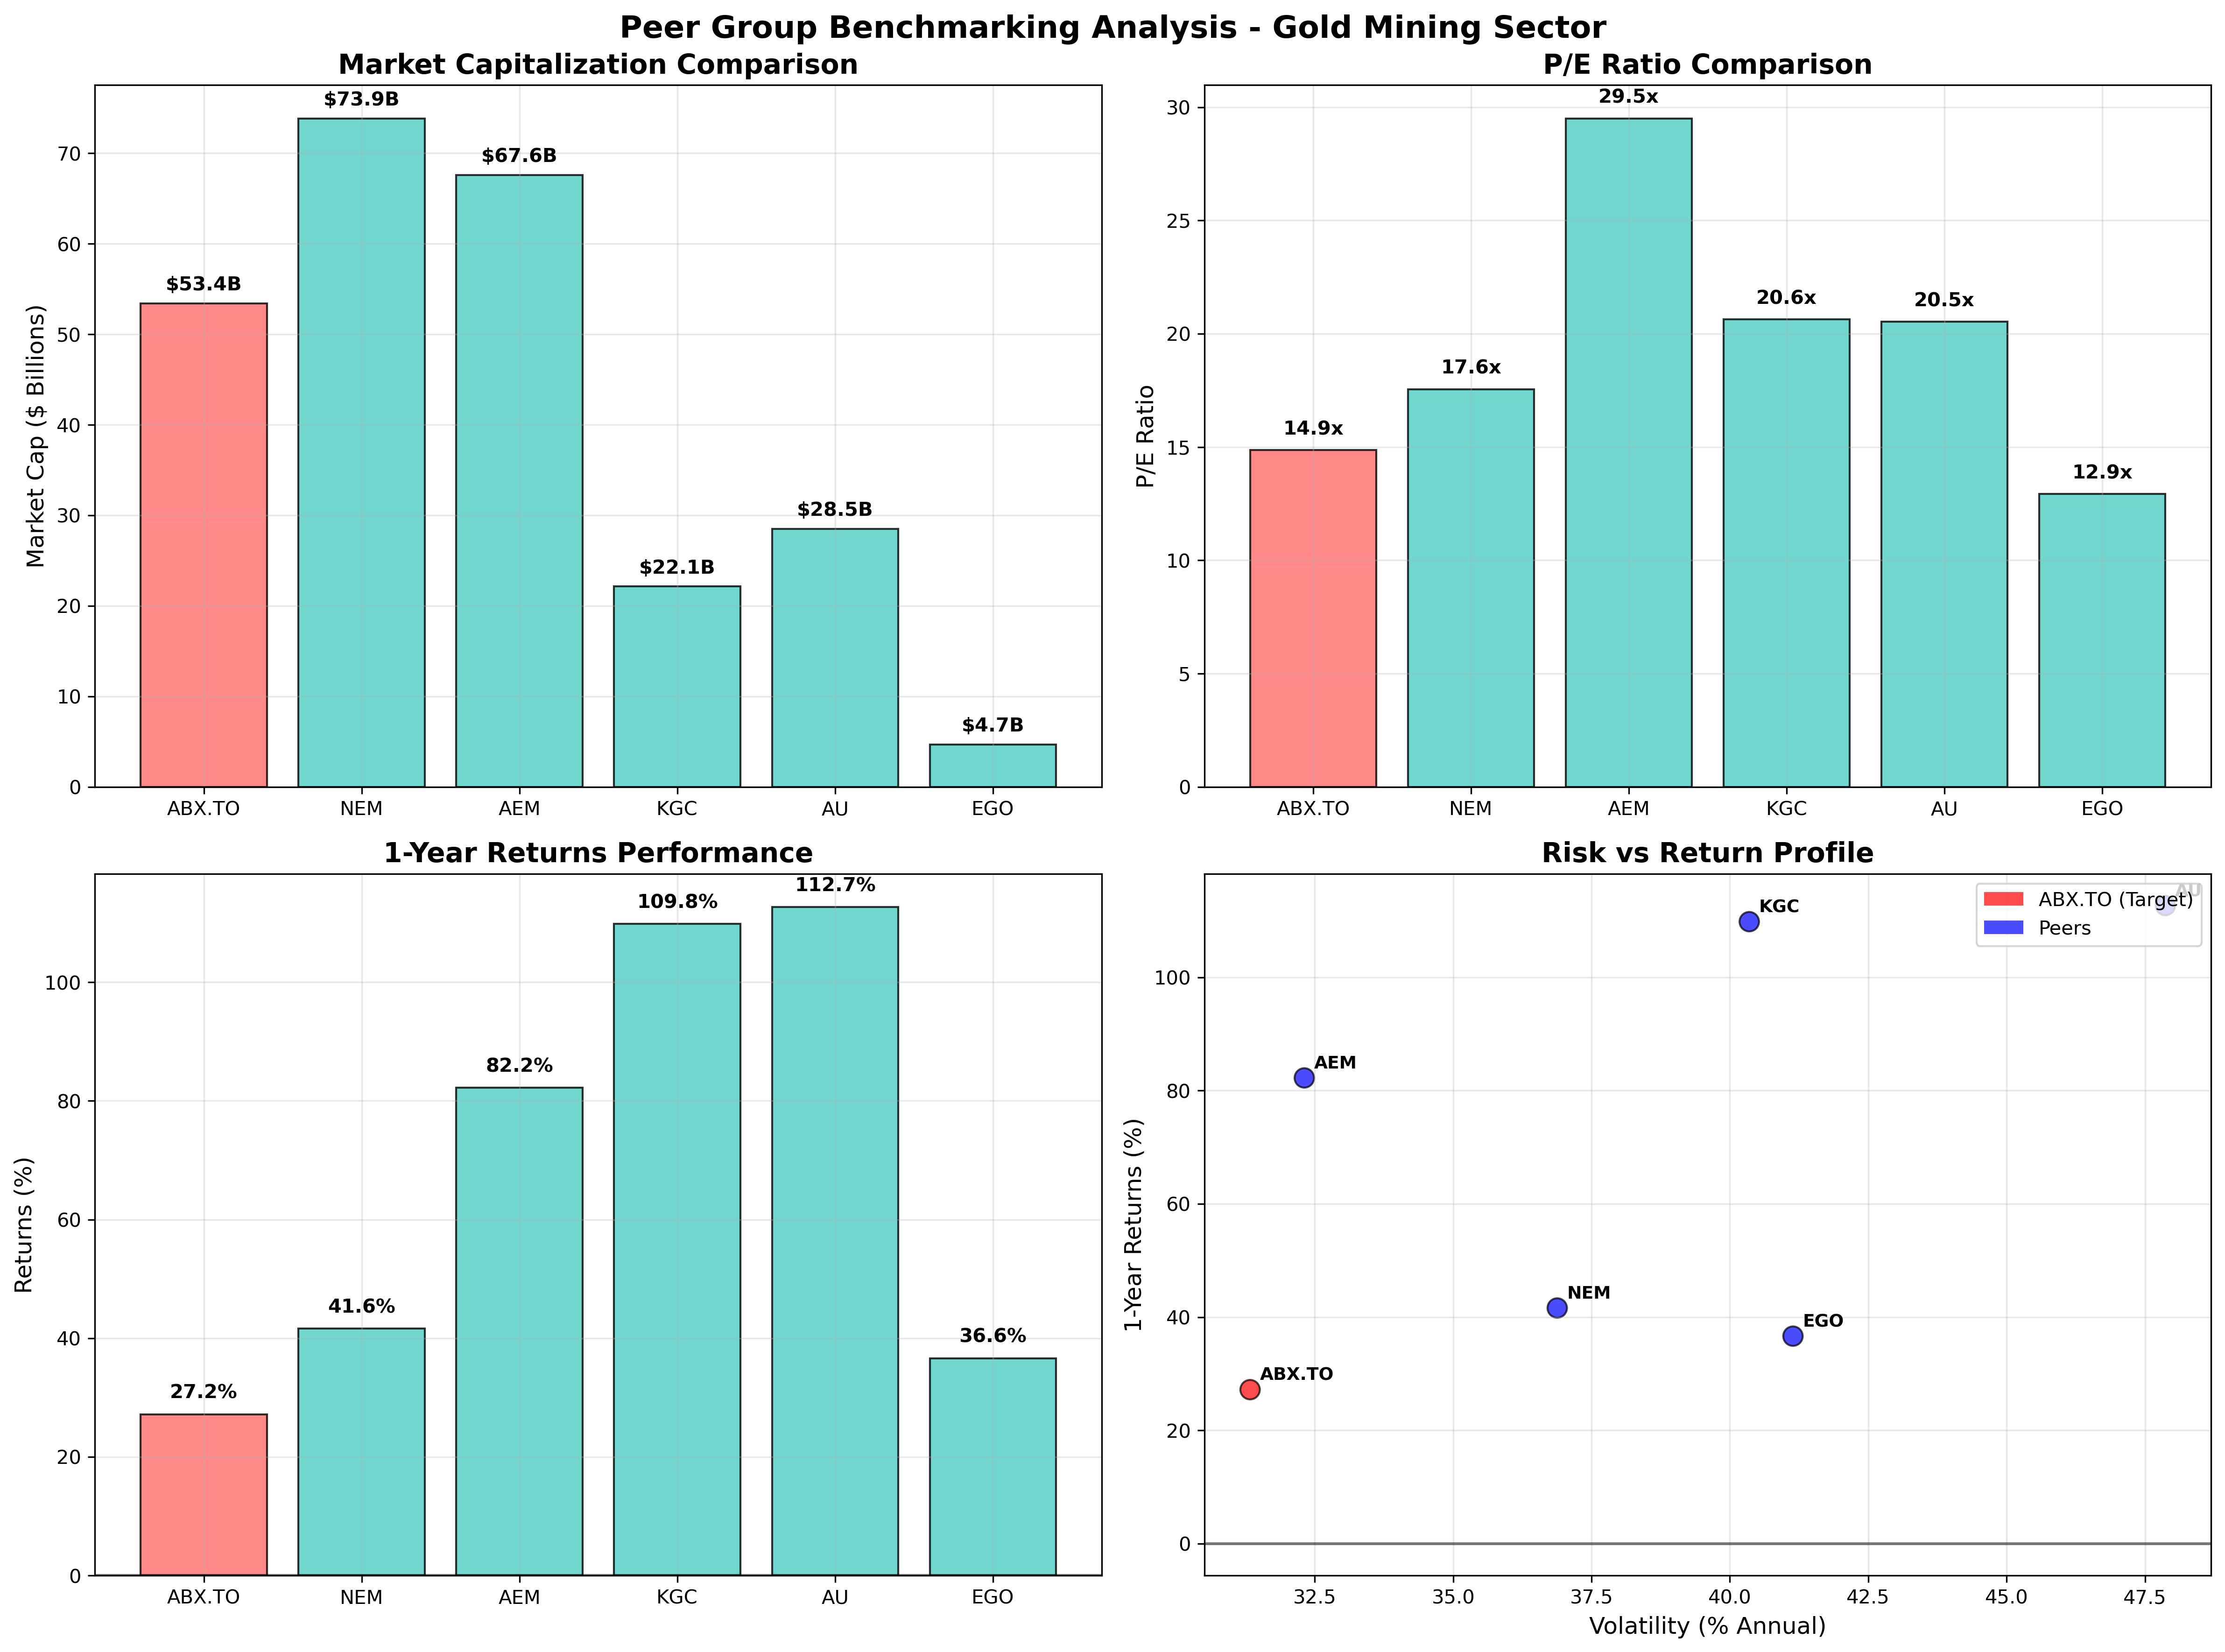 Peer Group Benchmarking Analysis - Gold Mining Sector
Market Capitalization Comparison
Market Cap ($ Billions)
70
60
50
40
30
20
10
0
$53.4B
$73.9B
$67.6B
$22.1B
$28.5B
$4.7B
ABX.TO
NEM
AEM
KGC
AU
EGO
P/E Ratio Comparison
P/E Ratio
30
25
20
15
10
5
0
14.9x
17.6x
29.5x
20.6x
20.5x
12.9x
ABX.TO
NEM
AEM
KGC
AU
EGO
1-Year Returns Performance
Returns (%)
100
80
60
40
20
0
27.2%
41.6%
82.2%
109.8%
112.7%
36.6%
ABX.TO
NEM
AEM
KGC
AU
EGO
Risk vs Return Profile
1-Year Returns (%)
100
80
60
40
20
0
KGC
AU
AEM
NEM
EGO
ABX.TO
ABX.TO (Target)
Peers
32.5
35.0
37.5
40.0
42.5
45.0
47.5
Volatility (% Annual)